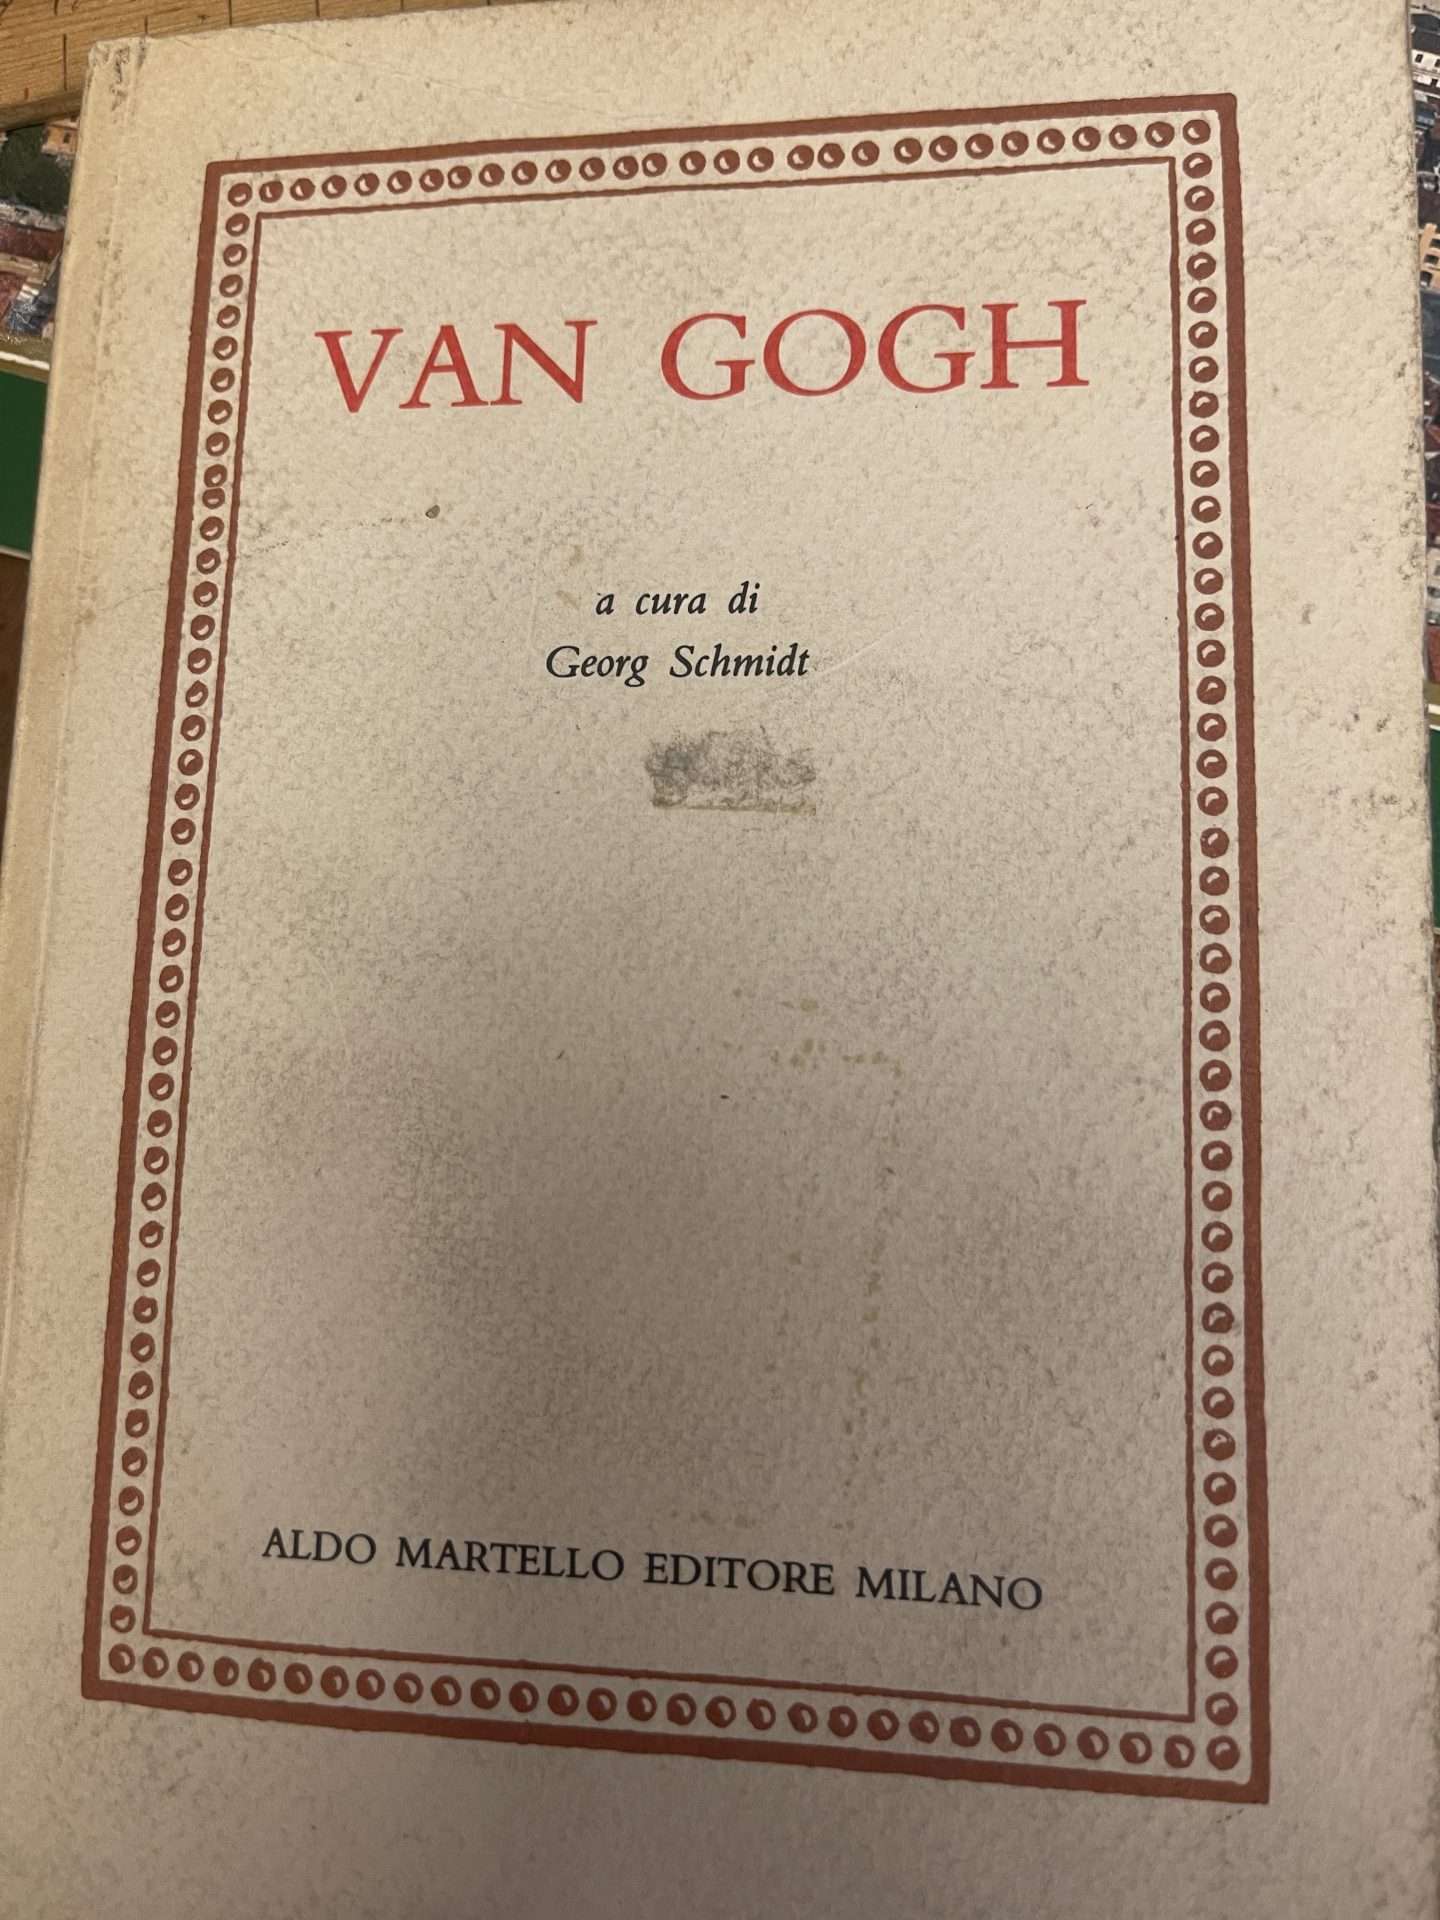 VAN GOGH
a cura di
Georg Schmidt
ALDO MARTELLO EDITORE MILANO